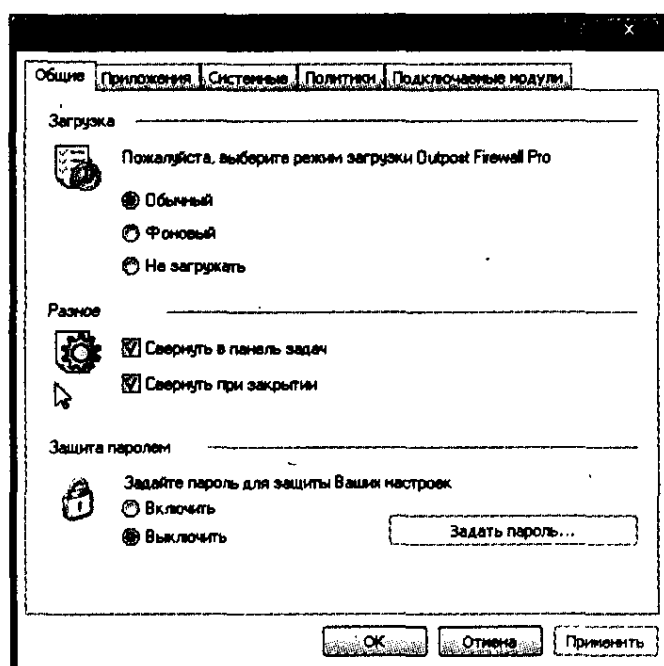 Общие Приложения Системные Политики Подключаемые модули
Загрузка
Пожалуйста, выберите режим загрузки Outpost Firewall Pro
Обычный
Фоновый
Не загружать
Разное
Свернуть в панель задач
Свернуть при закрытии
Защита паролем
Задайте пароль для защиты Ваших настроек
Включить
Выключить
Задать пароль...
OK Отмена Применить